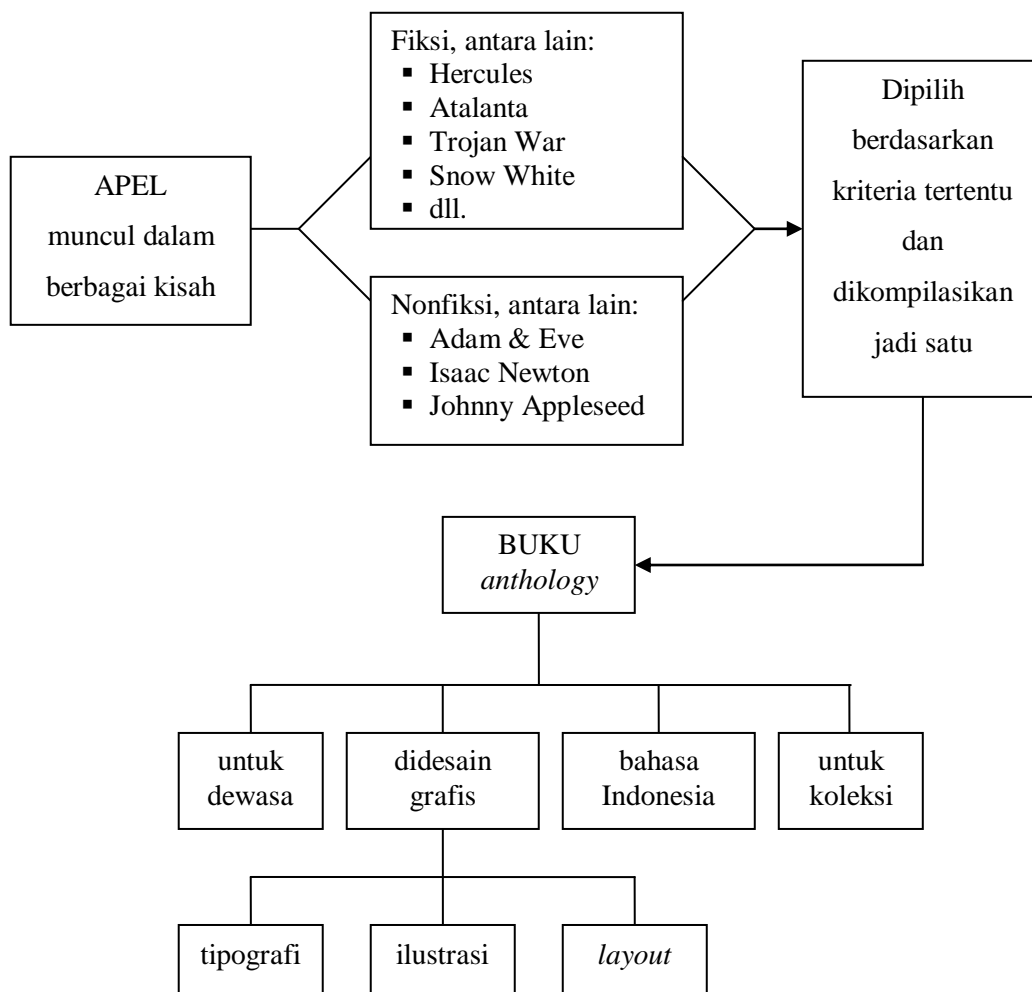 APEL
muncul dalam
berbagai kisah
Fiksi, antara lain:
▪ Hercules
▪ Atalanta
▪ Trojan War
▪ Snow White
▪ dll.
Nonfiksi, antara lain:
▪ Adam & Eve
▪ Isaac Newton
▪ Johnny Appleseed
Dipilih
berdasarkan
kriteria tertentu
dan
dikompilasikan
jadi satu
BUKU
anthology
untuk
dewasa
didesain
grafis
bahasa
Indonesia
untuk
koleksi
tipografi
ilustrasi
layout